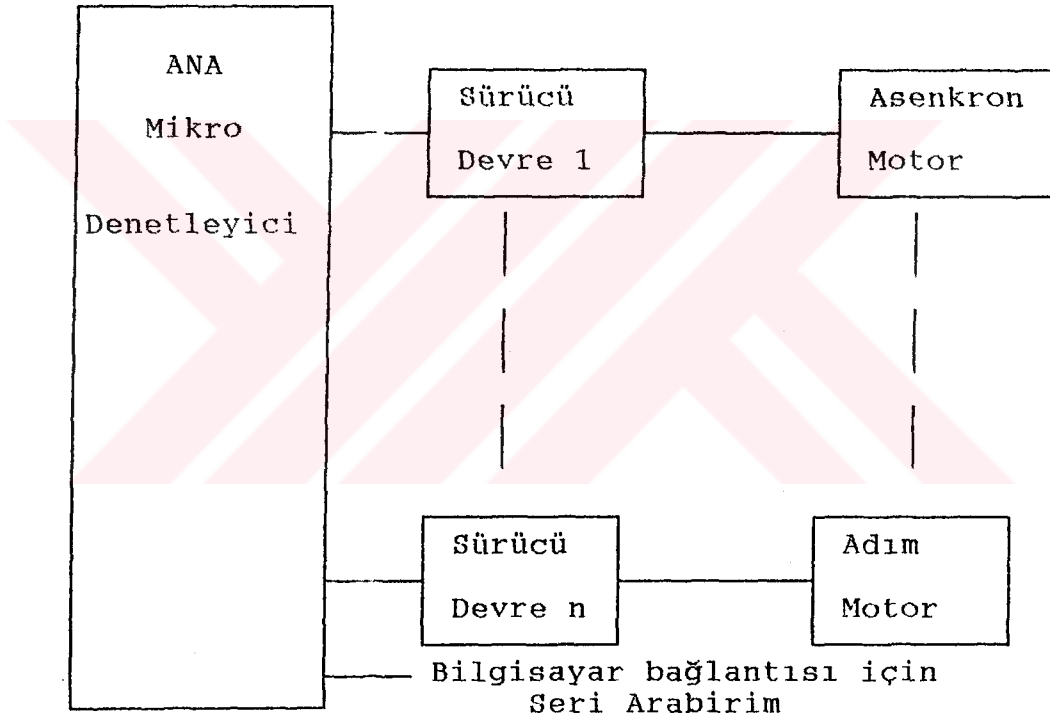 ANA
Mikro
Denetleyici
Sürücü
Devre 1
Asenkron
Motor
Sürücü
Devre n
Adım
Motor
Bilgisayar bağlantısı için
Seri Arabirim